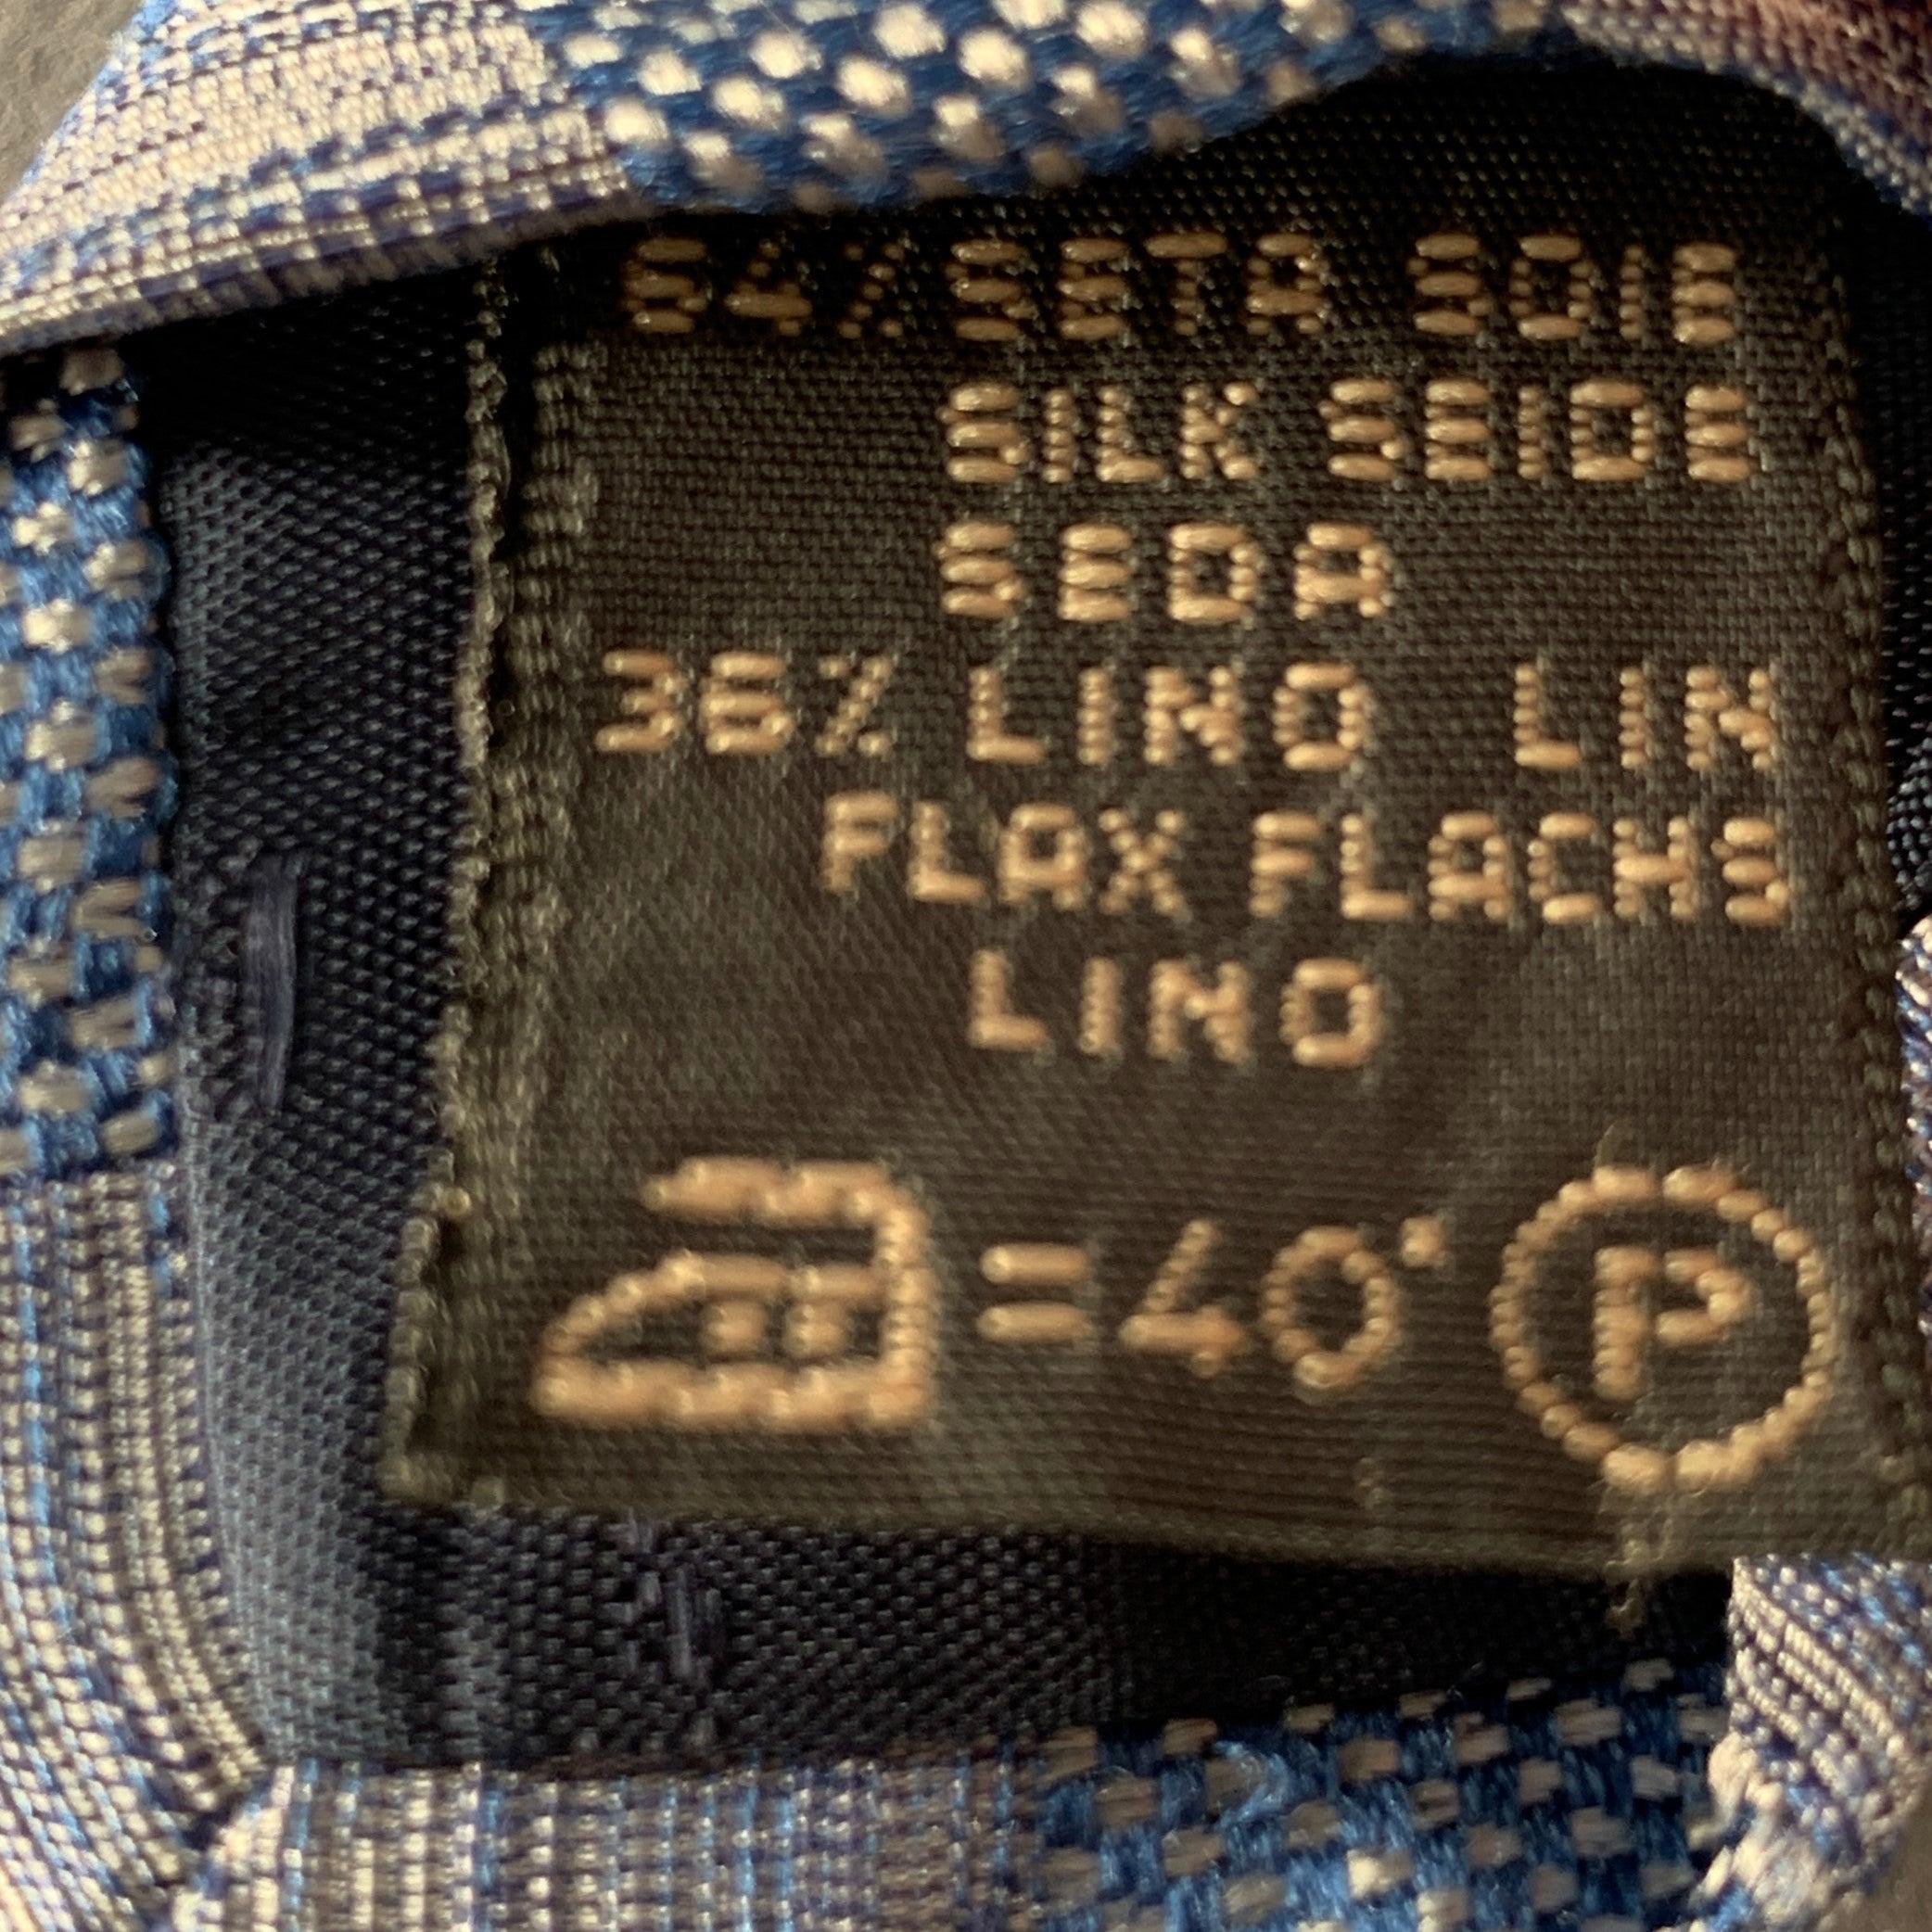 64% SETA SOIE
SILK SEIDE
SEDA
36% LINO LIN
FLAX FLACHS
LINO
=40° P